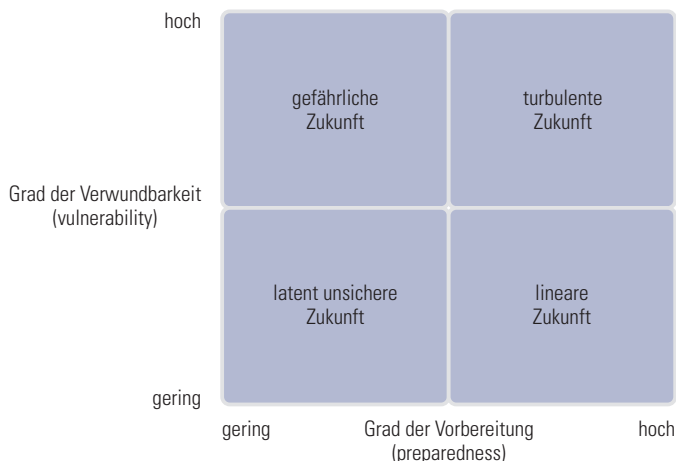 hoch
gefährliche
Zukunft
turbulente
Zukunft
Grad der Verwundbarkeit
(vulnerability)
latent unsichere
Zukunft
lineare
Zukunft
gering
gering
Grad der Vorbereitung
(preparedness)
hoch